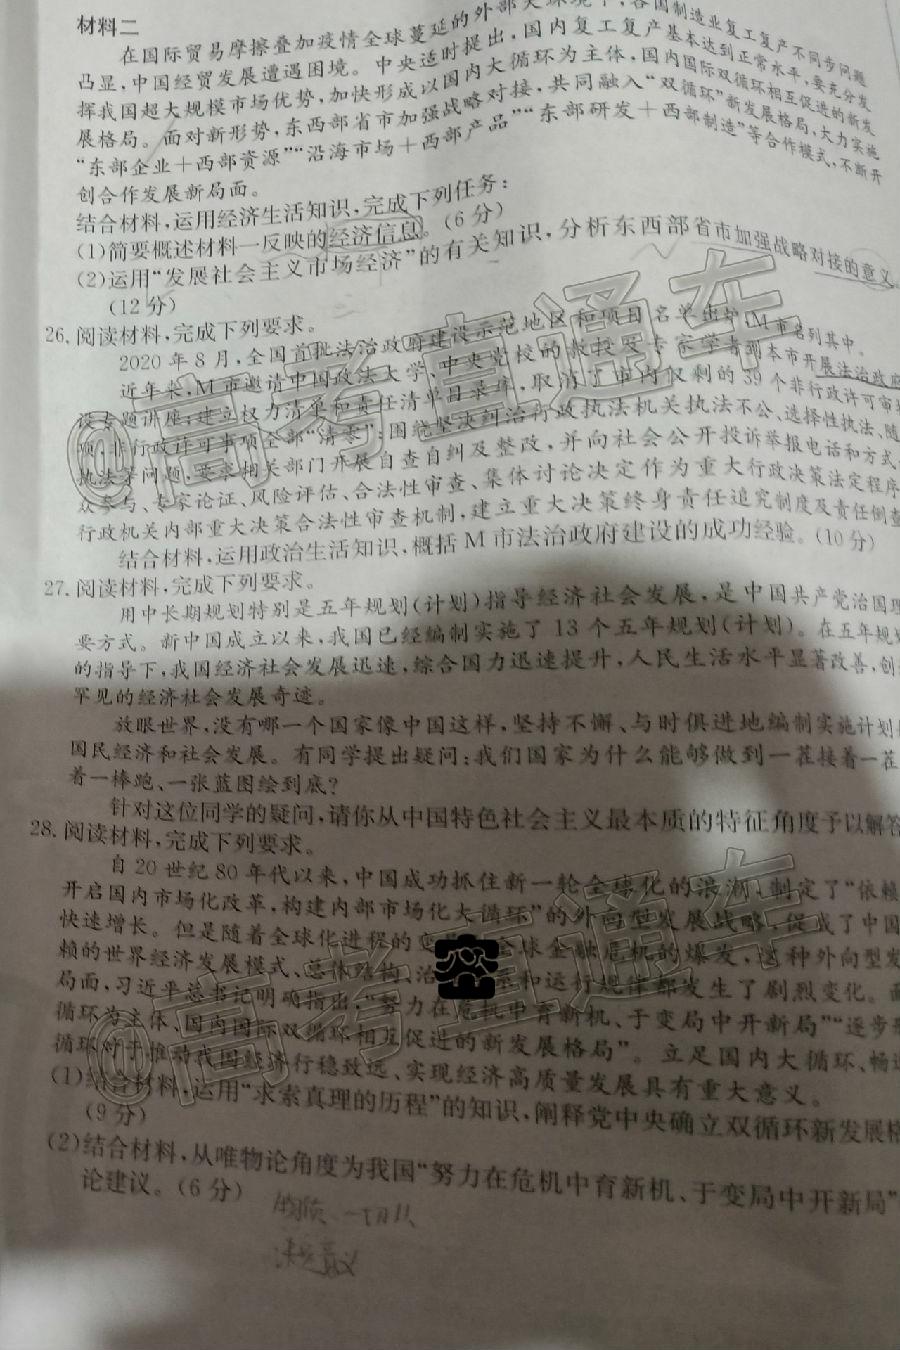 材料二
在国际贸易摩擦叠加疫情全球蔓延的外部大环境下,各国制造业复工复产不同步问题
凸显,中国经贸发展遭遇困境。中央适时提出,国内复工复产基本达到正常水平,要充分发
挥我国超大规模市场优势,加快形成以国内大循环为主体,国内国际双循环相互促进的新发
展格局。面对新形势,东西部省市加强战略对接,共同融入“双循环”新发展格局,大力实施
“东部企业+西部资源”“沿海市场+西部产品”“东部研发+西部制造”等合作模式,不断开
创合作发展新局面。
结合材料,运用经济生活知识,完成下列任务:
(1)简要概述材料一反映的经济信息。(6分)
(2)运用“发展社会主义市场经济”的有关知识,分析东西部省市加强战略对接的意义。
(12分)
26. 阅读材料,完成下列要求。
2020年8月,全国首批法治政府建设示范地区和项目名单出炉,M市名列其中。
近年来,M市邀请中国政法大学、中央党校的教授及专家学者到本市开展法治政府
设专题讲座;建立权力清单和责任清单目录库,取消了市内仅剩的39个非行政许可审
项,非行政许可事项全部“清零”;围绕坚决纠治行政执法机关执法不公、选择性执法、随
执法等问题,要求相关部门开展自查自纠及整改,并向社会公开投诉举报电话和方式
众参与、专家论证、风险评估、合法性审查、集体讨论决定作为重大行政决策法定程序
行政机关内部重大决策合法性审查机制,建立重大决策终身责任追究制度及责任倒查
结合材料,运用政治生活知识,概括M市法治政府建设的成功经验。(10分)
27. 阅读材料,完成下列要求。
用中长期规划特别是五年规划(计划)指导经济社会发展,是中国共产党治国理
要方式。新中国成立以来,我国已经编制实施了13个五年规划(计划)。在五年规划
的指导下,我国经济社会发展迅速,综合国力迅速提升,人民生活水平显著改善,创
罕见的经济社会发展奇迹。
放眼世界,没有哪一个国家像中国这样,坚持不懈、与时俱进地编制实施计划
国民经济和社会发展。有同学提出疑问:我们国家为什么能够做到一茬接着一茬
着一棒跑、一张蓝图绘到底?
针对这位同学的疑问,请你从中国特色社会主义最本质的特征角度予以解答
28. 阅读材料,完成下列要求。
自20世纪80年代以来,中国成功抓住新一轮全球化的浪潮,制定了“依赖
开启国内市场化改革,构建内部市场化大循环”的外向型发展战略,促成了中国
快速增长。但是随着全球化进程的变 全球金融危机的爆发,这种外向型发
赖的世界经济发展模式、总体结构、治 和运行规律都发生了剧烈变化。面
局面,习近平总书记明确指出,“努力在危机中育新机、于变局中开新局”“逐步形
循环为主体、国内国际双循环相互促进的新发展格局”。立足国内大循环、畅通
循环对于推动我国经济行稳致远、实现经济高质量发展具有重大意义。
(1)结合材料,运用“求索真理的历程”的知识,阐释党中央确立双循环新发展格
(9分)
(2)结合材料,从唯物论角度为我国“努力在危机中育新机、于变局中开新局”
论建议。(6分)
@高考直通车
@高考直通车